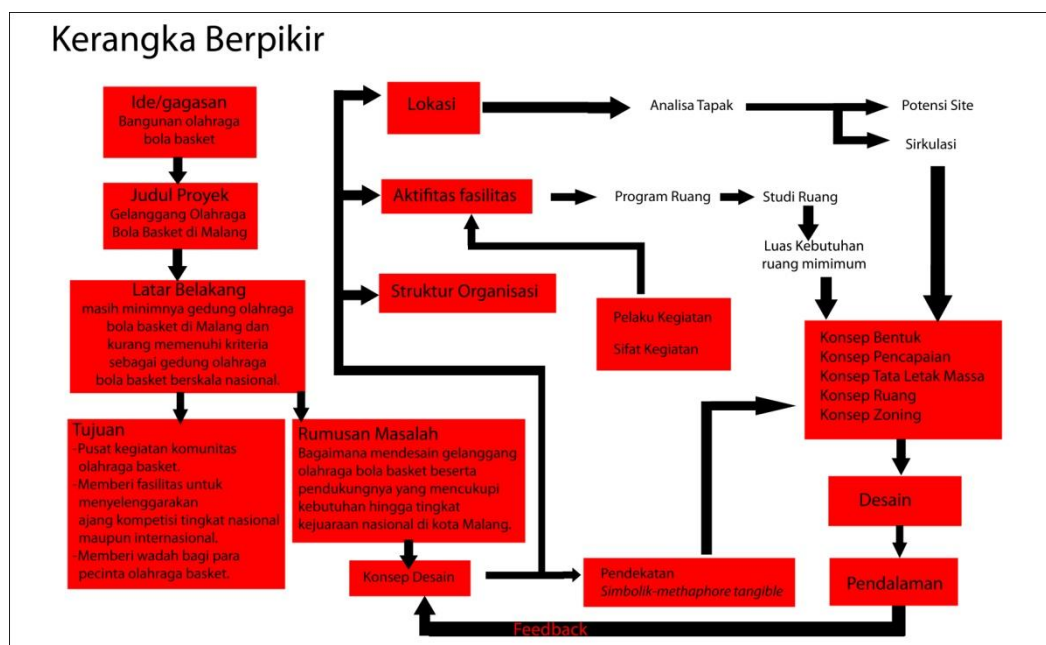 Kerangka Berpikir
Ide/gagasan
Bangunan olahraga
bola basket
Judul Proyek
Gelanggang Olahraga
Bola Basket di Malang
Latar Belakang
masih minimnya gedung olahraga
bola basket di Malang dan
kurang memenuhi kriteria
sebagai gedung olahraga
bola basket berskala nasional.
Tujuan
-Pusat kegiatan komunitas
olahraga basket.
-Memberi fasilitas untuk
menyelenggarakan
ajang kompetisi tingkat nasional
maupun internasional.
-Memberi wadah bagi para
pecinta olahraga basket.
Rumusan Masalah
Bagaimana mendesain gelanggang
olahraga bola basket beserta
pendukungnya yang mencukupi
kebutuhan hingga tingkat
kejuaraan nasional di kota Malang.
Konsep Desain
Lokasi
Analisa Tapak
Potensi Site
Sirkulasi
Aktifitas fasilitas
Program Ruang
Studi Ruang
Luas Kebutuhan
ruang mimimum
Struktur Organisasi
Pelaku Kegiatan
Sifat Kegiatan
Pendekatan
Simbolik-methaphore tangible
Konsep Bentuk
Konsep Pencapaian
Konsep Tata Letak Massa
Konsep Ruang
Konsep Zoning
Desain
Pendalaman
Feedback